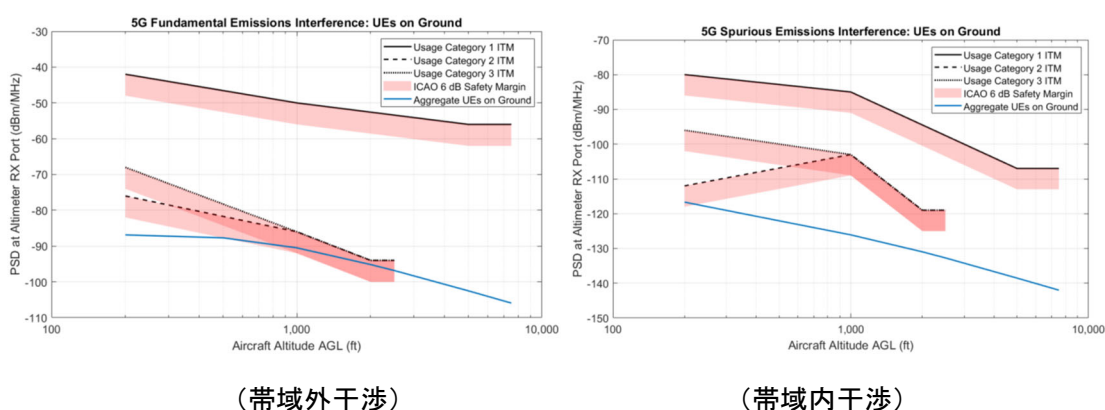 5G Fundamental Emissions Interference: UEs on Ground
-30
-40
-50
-60
-70
-80
-90
-100
-110
PSD at Altimeter RX Port (dBm/MHz)
Usage Category 1 ITM
Usage Category 2 ITM
Usage Category 3 ITM
ICAO 6 dB Safety Margin
Aggregate UEs on Ground
100
1,000
10,000
Aircraft Altitude AGL (ft)
(帯域外干渉)
5G Spurious Emissions Interference: UEs on Ground
-70
-80
-90
-100
-110
-120
-130
-140
-150
PSD at Altimeter RX Port (dBm/MHz)
Usage Category 1 ITM
Usage Category 2 ITM
Usage Category 3 ITM
ICAO 6 dB Safety Margin
Aggregate UEs on Ground
100
1,000
10,000
Aircraft Altitude AGL (ft)
(帯域内干渉)